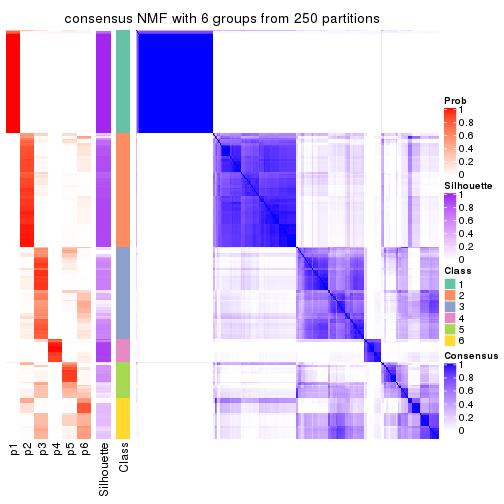 consensus NMF with 6 groups from 250 partitions
Prob
1
0.8
0.6
0.4
0.2
0
Silhouette
1
0.8
0.6
0.4
0.2
0
Class
1
2
3
4
5
6
Consensus
1
0.8
0.6
0.4
0.2
0
p1
p2
p3
p4
p5
p6
Silhouette
Class